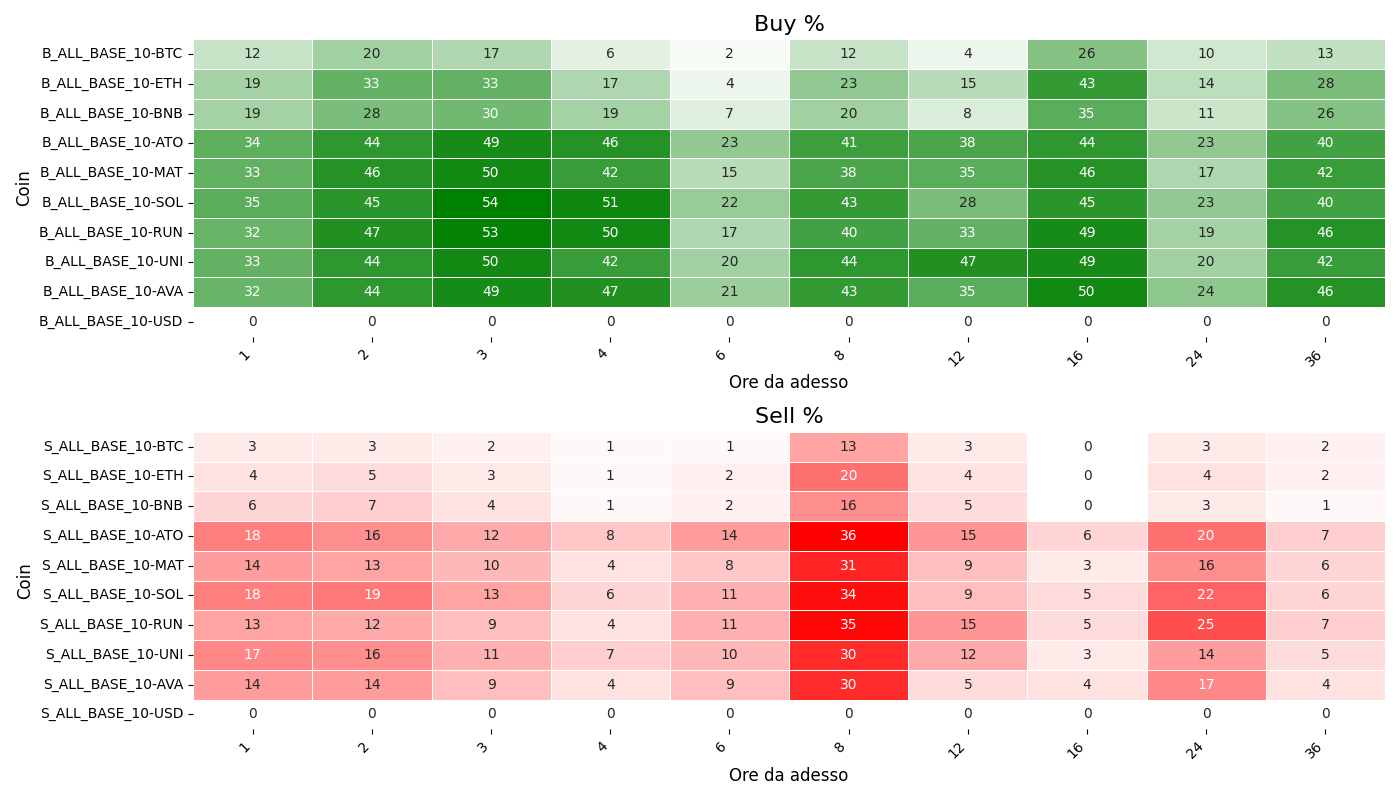 Buy %
Coin
B_ALL_BASE_10-BTC 12 20 17 6 2 12 4 26 10 13
B_ALL_BASE_10-ETH 19 33 33 17 4 23 15 43 14 28
B_ALL_BASE_10-BNB 19 28 30 19 7 20 8 35 11 26
B_ALL_BASE_10-ATO 34 44 49 46 23 41 38 44 23 40
B_ALL_BASE_10-MAT 33 46 50 42 15 38 35 46 17 42
B_ALL_BASE_10-SOL 35 45 54 51 22 43 28 45 23 40
B_ALL_BASE_10-RUN 32 47 53 50 17 40 33 49 19 46
B_ALL_BASE_10-UNI 33 44 50 42 20 44 47 49 20 42
B_ALL_BASE_10-AVA 32 44 49 47 21 43 35 50 24 46
B_ALL_BASE_10-USD 0 0 0 0 0 0 0 0 0 0
1 2 3 4 6 8 12 16 24 36
Ore da adesso
Sell %
Coin
S_ALL_BASE_10-BTC 3 3 2 1 1 13 3 0 3 2
S_ALL_BASE_10-ETH 4 5 3 1 2 20 4 0 4 2
S_ALL_BASE_10-BNB 6 7 4 1 2 16 5 0 3 1
S_ALL_BASE_10-ATO 18 16 12 8 14 36 15 6 20 7
S_ALL_BASE_10-MAT 14 13 10 4 8 31 9 3 16 6
S_ALL_BASE_10-SOL 18 19 13 6 11 34 9 5 22 6
S_ALL_BASE_10-RUN 13 12 9 4 11 35 15 5 25 7
S_ALL_BASE_10-UNI 17 16 11 7 10 30 12 3 14 5
S_ALL_BASE_10-AVA 14 14 9 4 9 30 5 4 17 4
S_ALL_BASE_10-USD 0 0 0 0 0 0 0 0 0 0
1 2 3 4 6 8 12 16 24 36
Ore da adesso